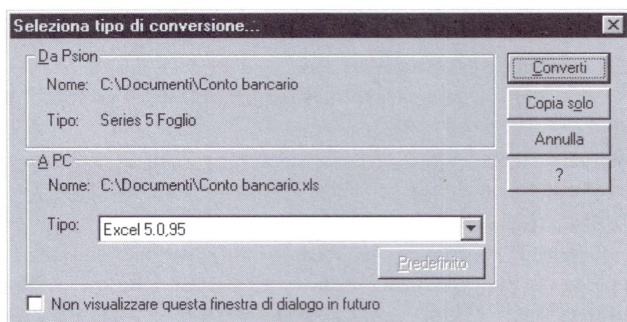 Seleziona tipo di conversione...
Da Psion
Nome: C:\Documenti\Conto bancario
Tipo: Series 5 Foglio
A PC
Nome: C:\Documenti\Conto bancario.xls
Tipo: Excel 5.0,95
Predefinito
Non visualizzare questa finestra di dialogo in futuro
Converti
Copia solo
Annulla
?